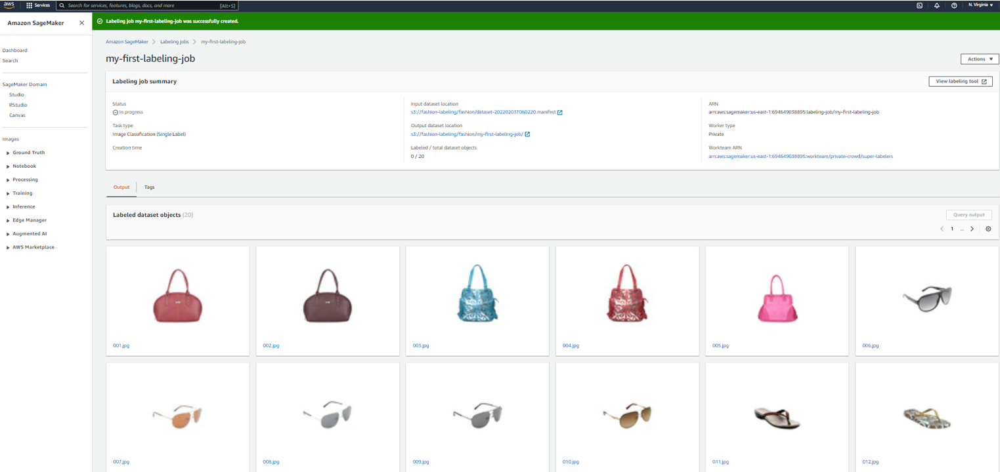 aws Services Search for services, features, blogs, docs, and more [Alt+S] N. Virginia
Amazon SageMaker
Labeling job my-first-labeling-job was successfully created.
Dashboard
Search
SageMaker Domain
Studio
RStudio
Canvas
Images
Ground Truth
Notebook
Processing
Training
Inference
Edge Manager
Augmented AI
AWS Marketplace
Amazon SageMaker > Labeling jobs > my-first-labeling-job
my-first-labeling-job
Actions
Labeling job summary
View labeling tool
Status
In progress
Task type
Image Classification (Single Label)
Creation time
Input dataset location
s3://fashion-labeling/fashion/dataset-20220203T060220.manifest
Output dataset location
s3://fashion-labeling/fashion/my-first-labeling-job/
Labeled / total dataset objects
0 / 20
ARN
arn:aws:sagemaker:us-east-1:694649038895:labeling-job/my-first-labeling-job
Worker type
Private
Workteam ARN
arn:aws:sagemaker:us-east-1:694649038895:workteam/private-crowd/super-labelers
Output Tags
Labeled dataset objects (20)
Query output
< 1 ... >
001.jpg 002.jpg 003.jpg 004.jpg 005.jpg 006.jpg
007.jpg 008.jpg 009.jpg 010.jpg 011.jpg 012.jpg